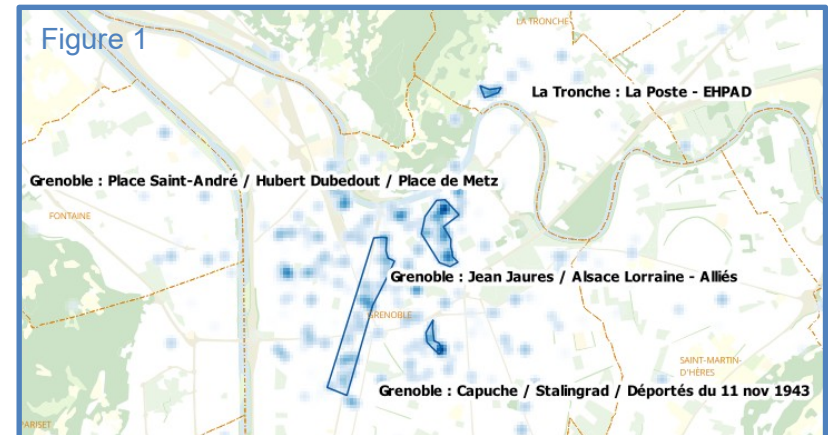 Figure 1
LA TRONCHE
La Tronche : La Poste - EHPAD
Grenoble : Place Saint-André / Hubert Dubedout / Place de Metz
FONTAINE
Grenoble : Jean Jaures / Alsace Lorraine - Alliés
GRENOBLE
SAINT-MARTIN-
D'HÈRES
Grenoble : Capuche / Stalingrad / Déportés du 11 nov 1943
'ARISET